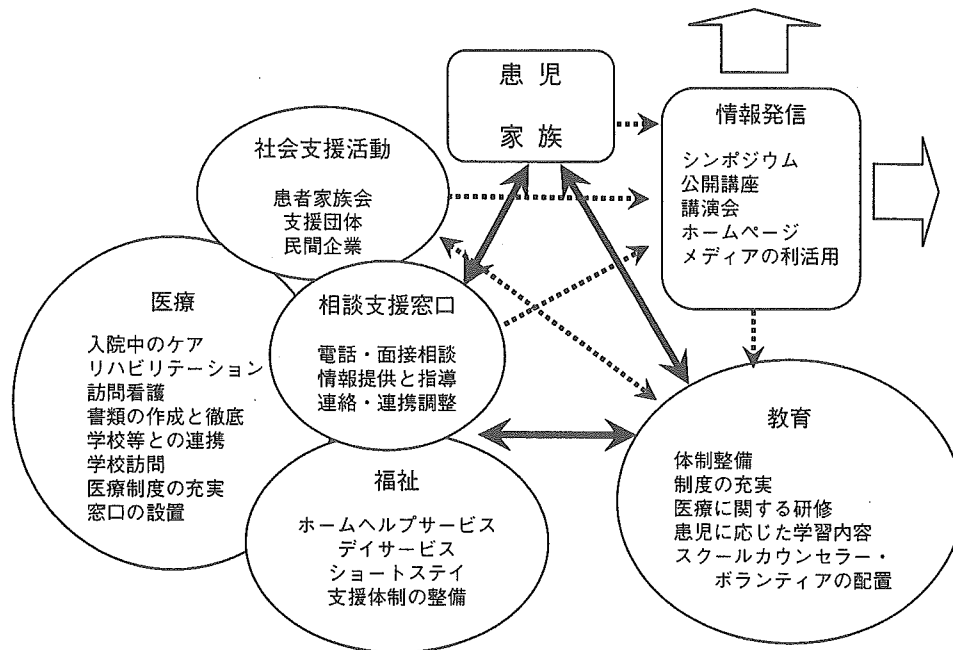 患 児
家 族
情報発信
シンポジウム
公開講座
講演会
ホームページ
メディアの利活用
社会支援活動
患者家族会
支援団体
民間企業
医療
入院中のケア
リハビリテーション
訪問看護
書類の作成と徹底
学校等との連携
学校訪問
医療制度の充実
窓口の設置
相談支援窓口
電話・面接相談
情報提供と指導
連絡・連携調整
福祉
ホームヘルプサービス
デイサービス
ショートステイ
支援体制の整備
教育
体制整備
制度の充実
医療に関する研修
患児に応じた学習内容
スクールカウンセラー・
ボランティアの配置